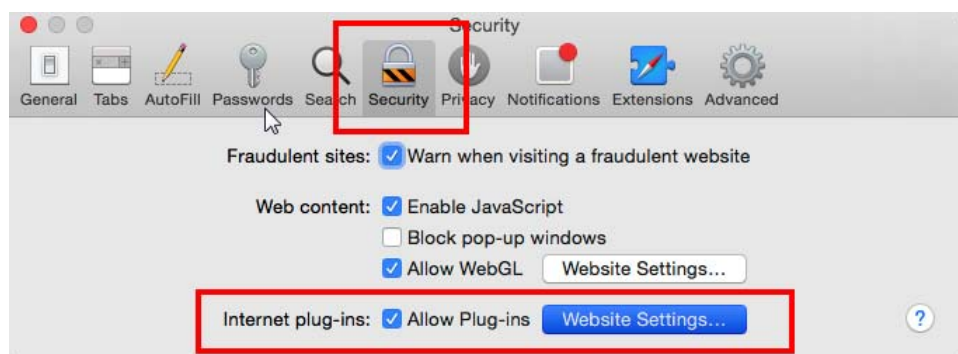 Security
General Tabs AutoFill Passwords Search Security Privacy Notifications Extensions Advanced
Fraudulent sites: Warn when visiting a fraudulent website
Web content: Enable JavaScript
Block pop-up windows
Allow WebGL Website Settings...
Internet plug-ins: Allow Plug-ins Website Settings... ?